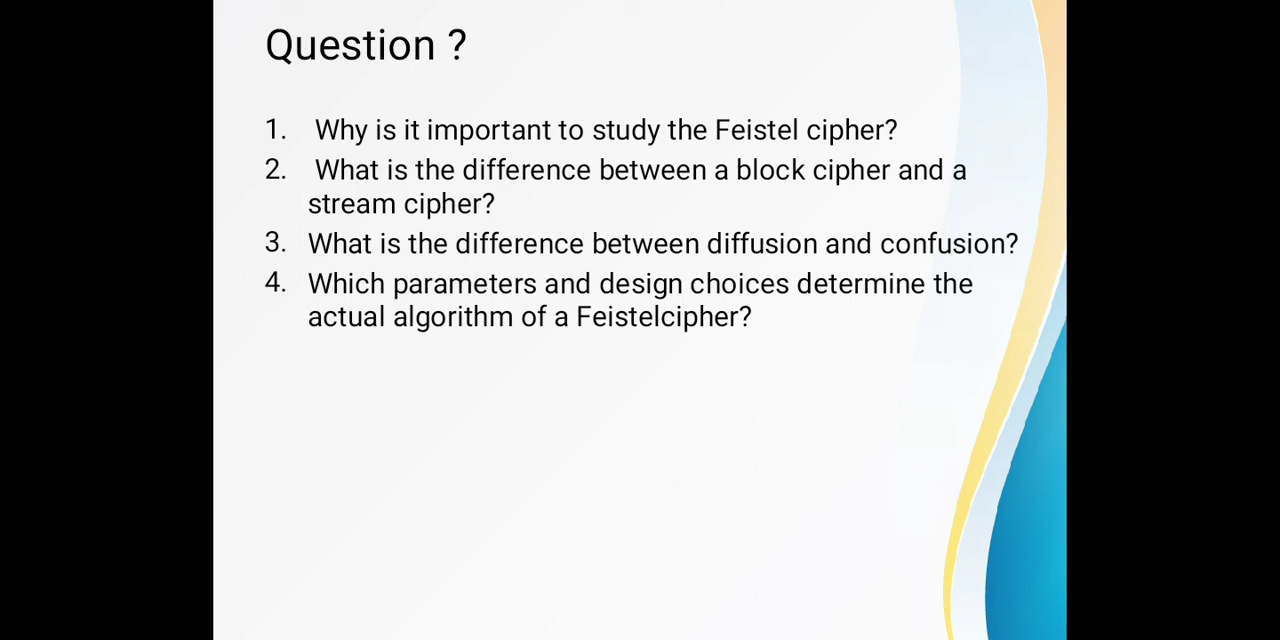 Question ?
1. Why is it important to study the Feistel cipher?
2. What is the difference between a block cipher and a
stream cipher?
3. What is the difference between diffusion and confusion?
4. Which parameters and design choices determine the
actual algorithm of a Feistelcipher?